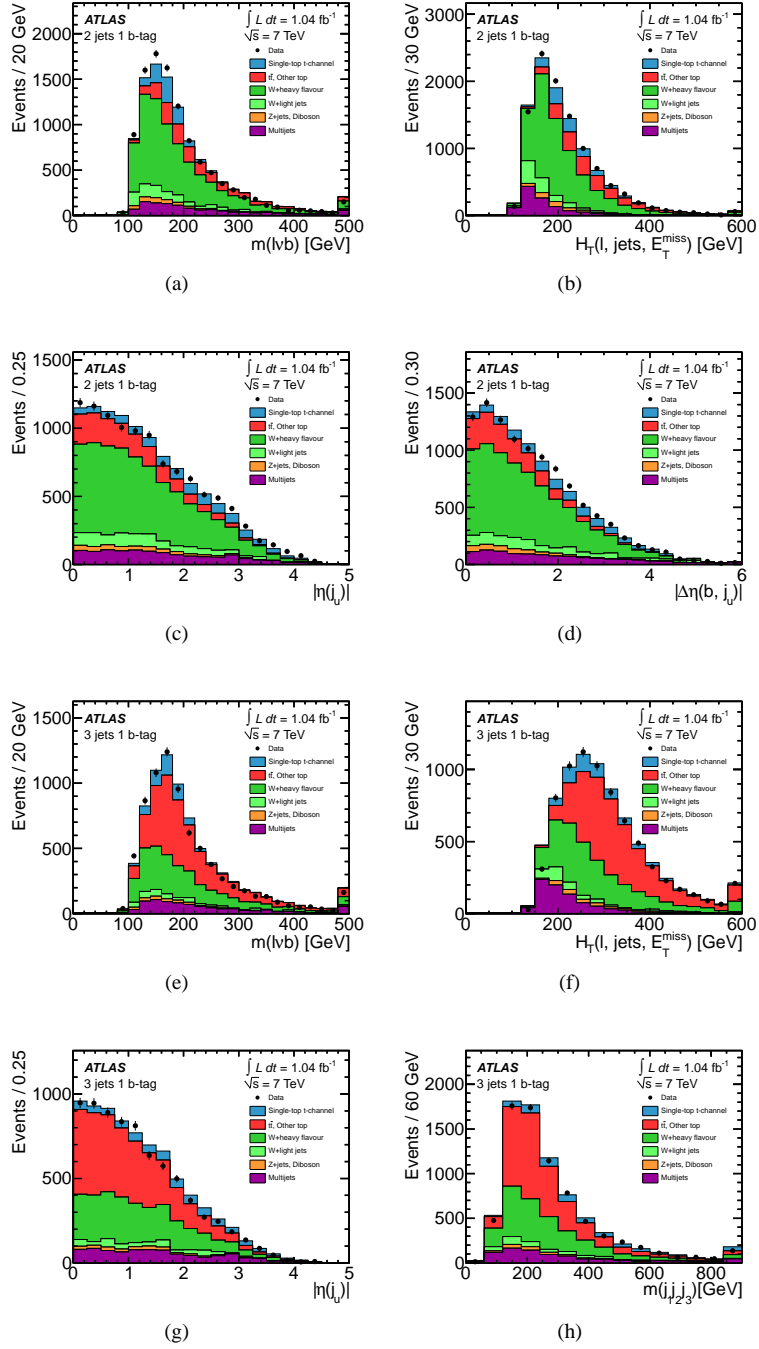 Events / 20 GeV
2000
1500
1000
500
0
ATLAS
2 jets 1 b-tag
∫ L dt = 1.04 fb-1
√s = 7 TeV
Data
Single-top t-channel
tt̄, Other top
W+heavy flavour
W+light jets
Z+jets, Diboson
Multijets
0 100 200 300 400 500
m(lνb) [GeV]
(a)
Events / 30 GeV
3000
2000
1000
0
ATLAS
2 jets 1 b-tag
∫ L dt = 1.04 fb-1
√s = 7 TeV
Data
Single-top t-channel
tt̄, Other top
W+heavy flavour
W+light jets
Z+jets, Diboson
Multijets
0 200 400 600
HT(l, jets, ETmiss) [GeV]
(b)
Events / 0.25
1500
1000
500
0
ATLAS
2 jets 1 b-tag
∫ L dt = 1.04 fb-1
√s = 7 TeV
Data
Single-top t-channel
tt̄, Other top
W+heavy flavour
W+light jets
Z+jets, Diboson
Multijets
0 1 2 3 4 5
|η(ju)|
(c)
Events / 0.30
1500
1000
500
0
ATLAS
2 jets 1 b-tag
∫ L dt = 1.04 fb-1
√s = 7 TeV
Data
Single-top t-channel
tt̄, Other top
W+heavy flavour
W+light jets
Z+jets, Diboson
Multijets
0 2 4 6
|Δη(b, ju)|
(d)
Events / 20 GeV
1500
1000
500
0
ATLAS
3 jets 1 b-tag
∫ L dt = 1.04 fb-1
√s = 7 TeV
Data
Single-top t-channel
tt̄, Other top
W+heavy flavour
W+light jets
Z+jets, Diboson
Multijets
0 100 200 300 400 500
m(lνb) [GeV]
(e)
Events / 30 GeV
1000
500
0
ATLAS
3 jets 1 b-tag
∫ L dt = 1.04 fb-1
√s = 7 TeV
Data
Single-top t-channel
tt̄, Other top
W+heavy flavour
W+light jets
Z+jets, Diboson
Multijets
0 200 400 600
HT(l, jets, ETmiss) [GeV]
(f)
Events / 0.25
1000
500
0
ATLAS
3 jets 1 b-tag
∫ L dt = 1.04 fb-1
√s = 7 TeV
Data
Single-top t-channel
tt̄, Other top
W+heavy flavour
W+light jets
Z+jets, Diboson
Multijets
0 1 2 3 4 5
|η(ju)|
(g)
Events / 60 GeV
2000
1500
1000
500
0
ATLAS
3 jets 1 b-tag
∫ L dt = 1.04 fb-1
√s = 7 TeV
Data
Single-top t-channel
tt̄, Other top
W+heavy flavour
W+light jets
Z+jets, Diboson
Multijets
0 200 400 600 800
m(j1j2j3)[GeV]
(h)